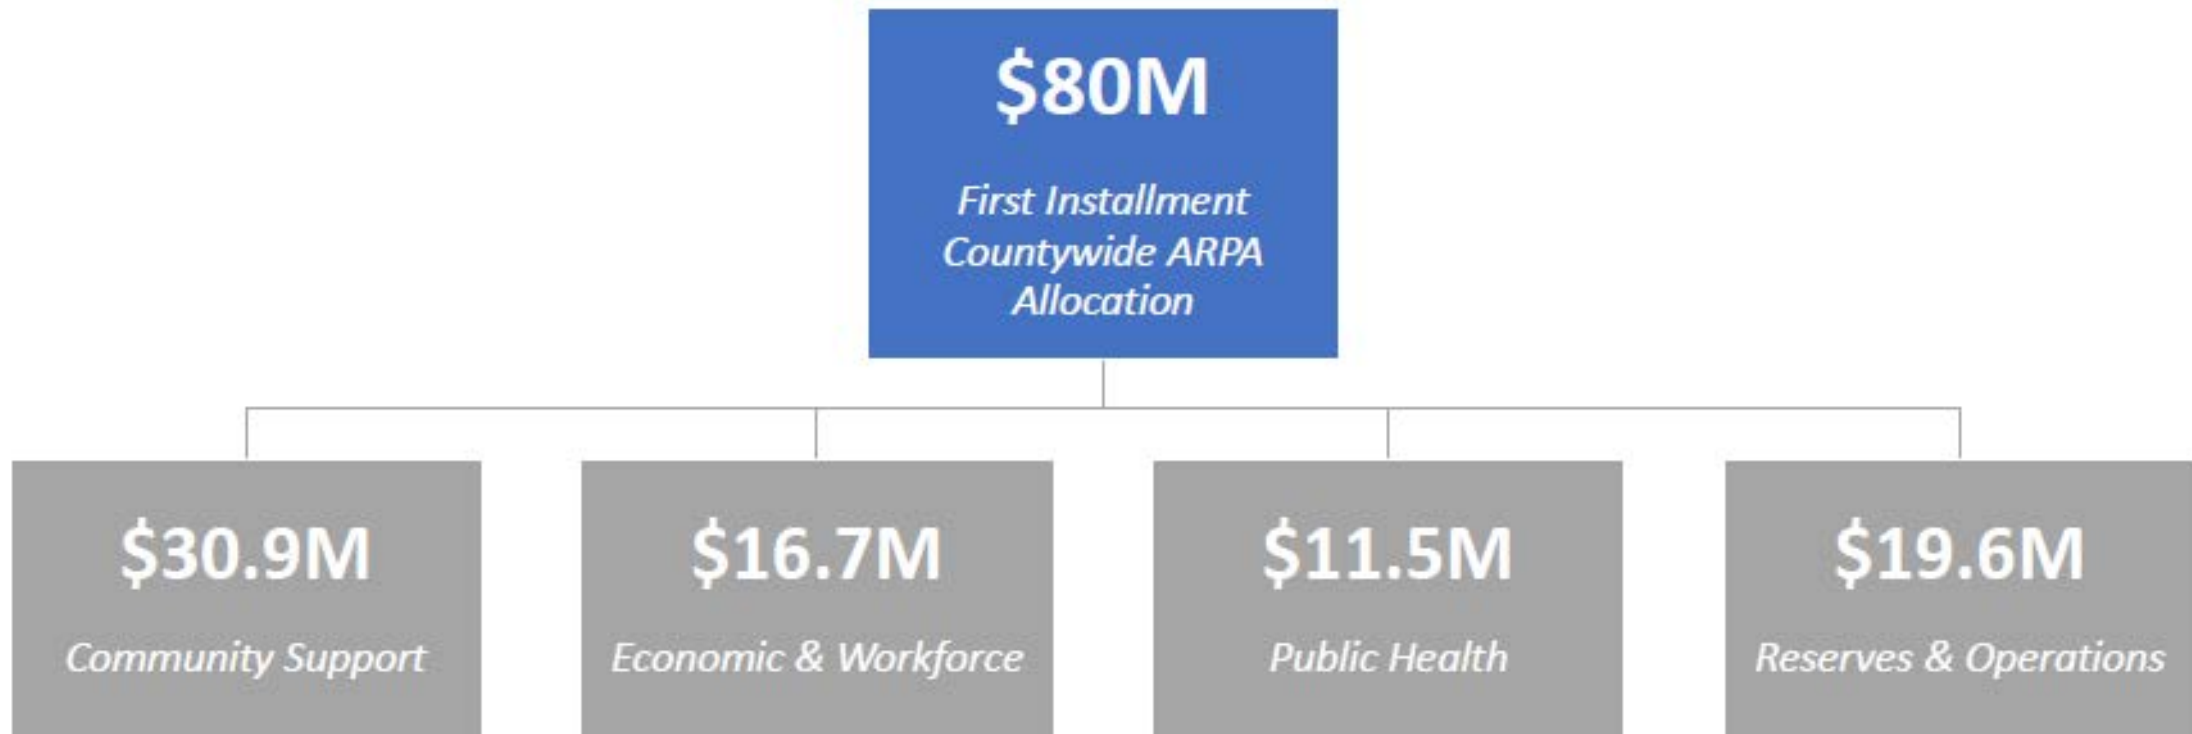 $80M
First Installment
Countywide ARPA
Allocation
$30.9M
Community Support
$16.7M
Economic & Workforce
$11.5M
Public Health
$19.6M
Reserves & Operations